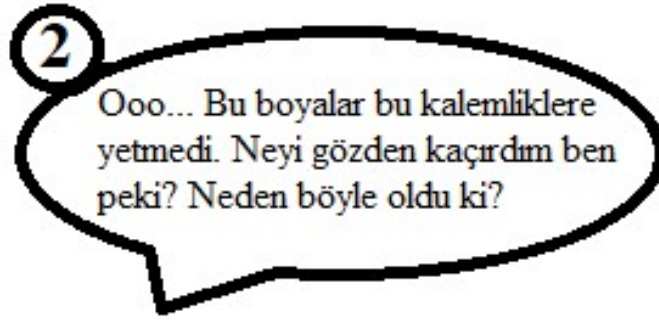 2
Ooo... Bu boyalar bu kalemliklere
yetmedi. Neyi gözden kaçırdım ben
peki? Neden böyle oldu ki?